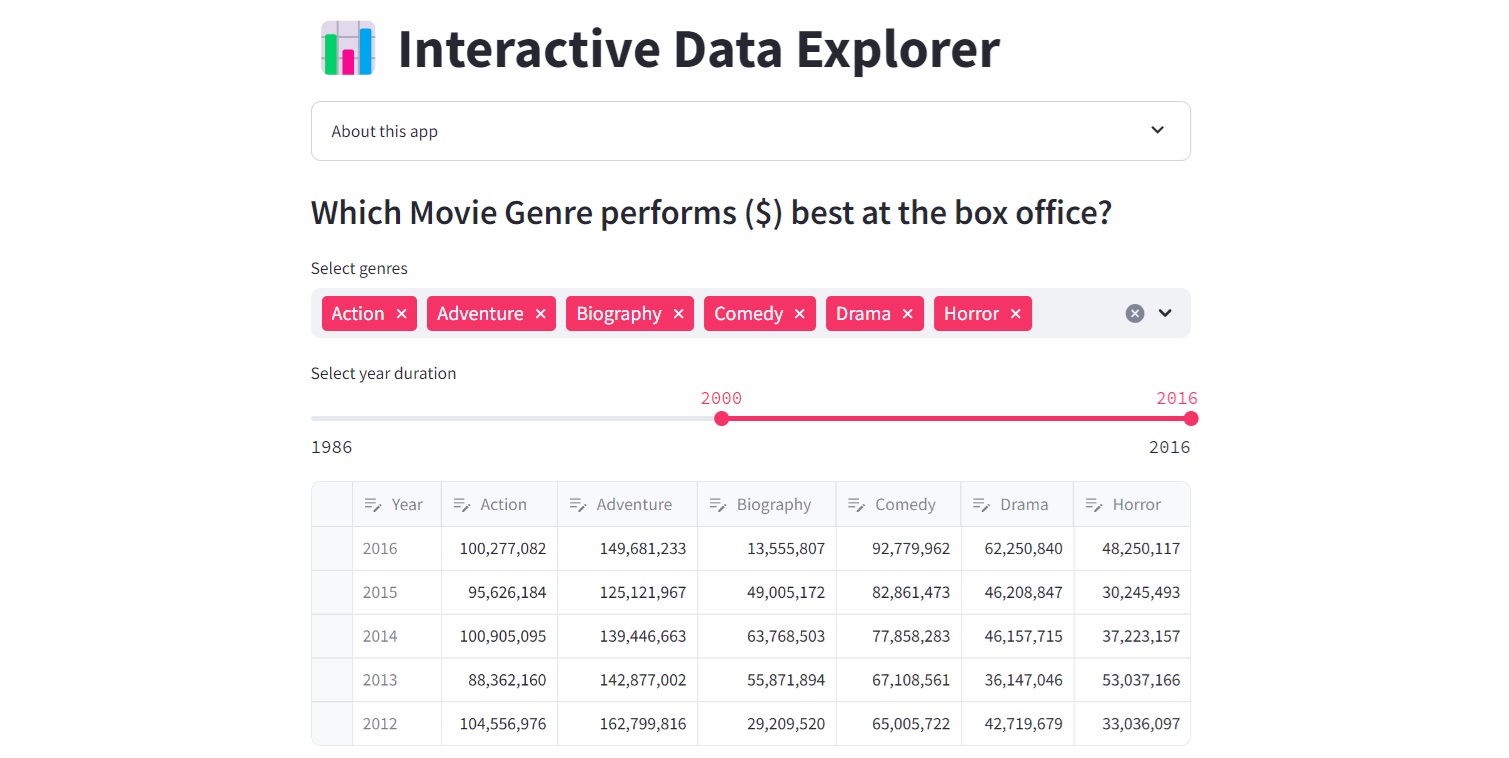 Interactive Data Explorer
About this app
Which Movie Genre performs ($) best at the box office?
Select genres
Action Adventure Biography Comedy Drama Horror
Select year duration
2000 2016
1986 2016
Year Action Adventure Biography Comedy Drama Horror
2016 100,277,082 149,681,233 13,555,807 92,779,962 62,250,840 48,250,117
2015 95,626,184 125,121,967 49,005,172 82,861,473 46,208,847 30,245,493
2014 100,905,095 139,446,663 63,768,503 77,858,283 46,157,715 37,223,157
2013 88,362,160 142,877,002 55,871,894 67,108,561 36,147,046 53,037,166
2012 104,556,976 162,799,816 29,209,520 65,005,722 42,719,679 33,036,097